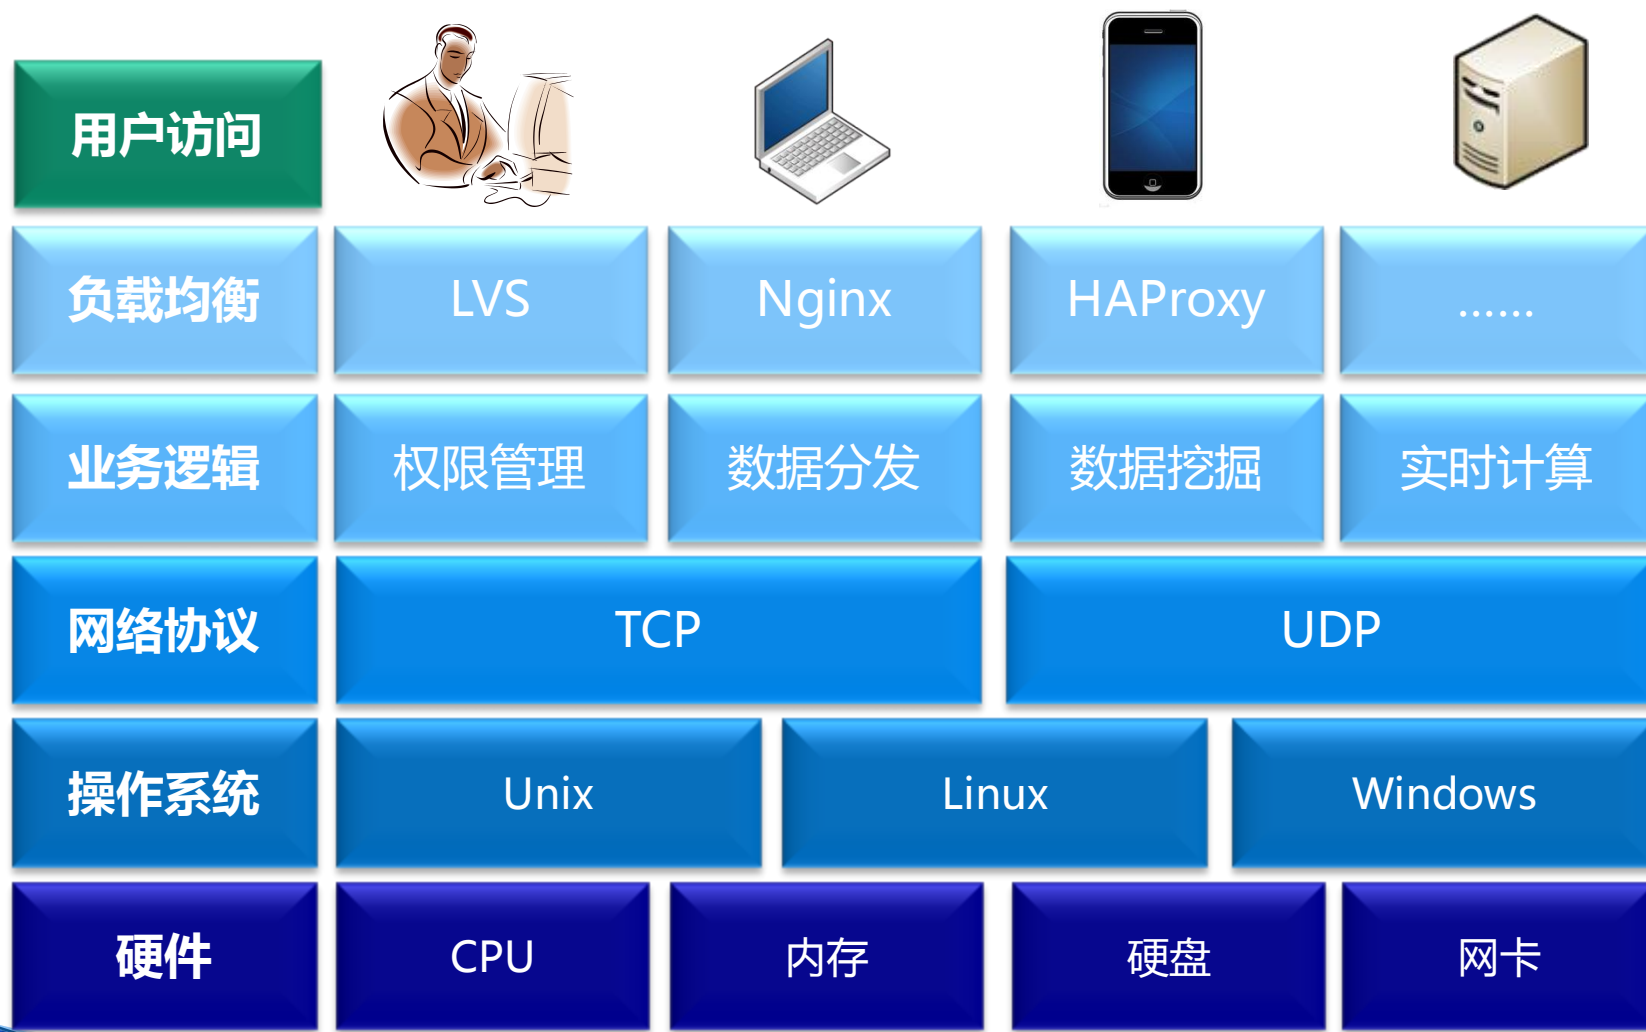 用户访问
负载均衡
LVS
Nginx
HAProxy
......
业务逻辑
权限管理
数据分发
数据挖掘
实时计算
网络协议
TCP
UDP
操作系统
Unix
Linux
Windows
硬件
CPU
内存
硬盘
网卡